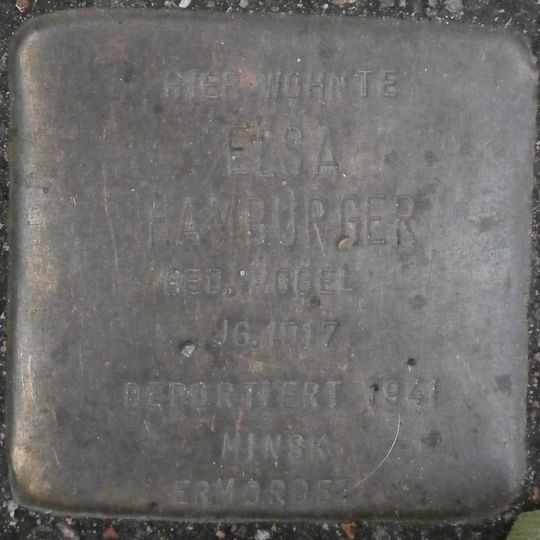 HIER WOHNTE
ELSA
HAMBURGER
GEB. VOGEL
JG. 1917
DEPORTIERT 1941
MINSK
ERMORDET